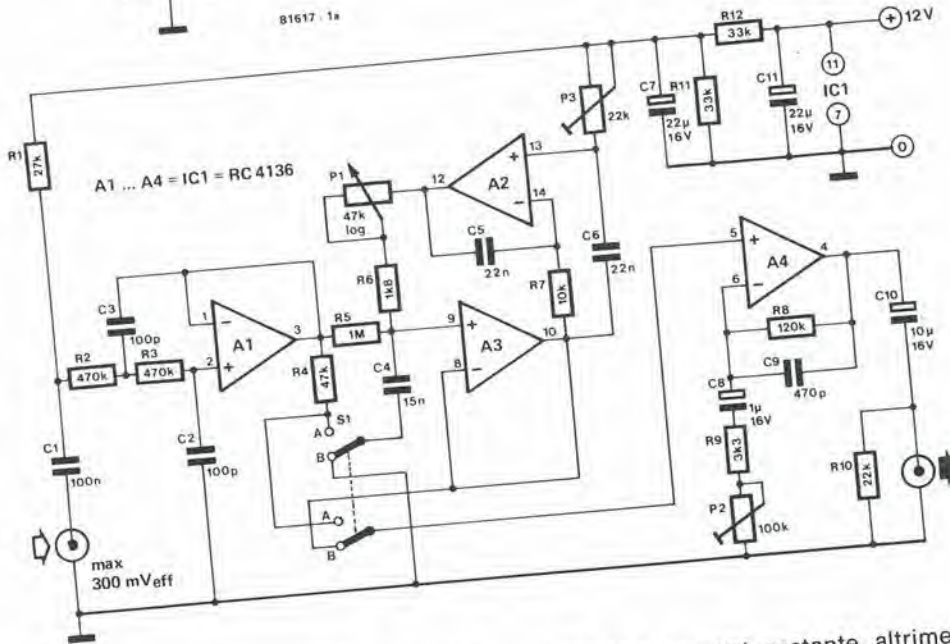 81617 - 1a
R12
33k
+ 12V
R1
27k
P3
22k
C7
22µ
16V
R11
33k
C11
22µ
16V
11
IC1
7
0
A1 ... A4 = IC1 = RC 4136
P1
47k
log
12
A2
+ 13
- 14
C5
22n
C6
22n
R6
1k8
R7
10k
C3
100p
1 -
2 +
A1
3
R2
470k
R3
470k
R5
1M
R4
47k
C4
15n
9 +
8 -
A3
10
5 +
6 -
A4
4
R8
120k
C9
470p
C10
10µ
16V
C8
1µ
16V
R9
3k3
R10
22k
P2
100k
C1
100n
C2
100p
A
S1
B
A
B
max
300 mVeff